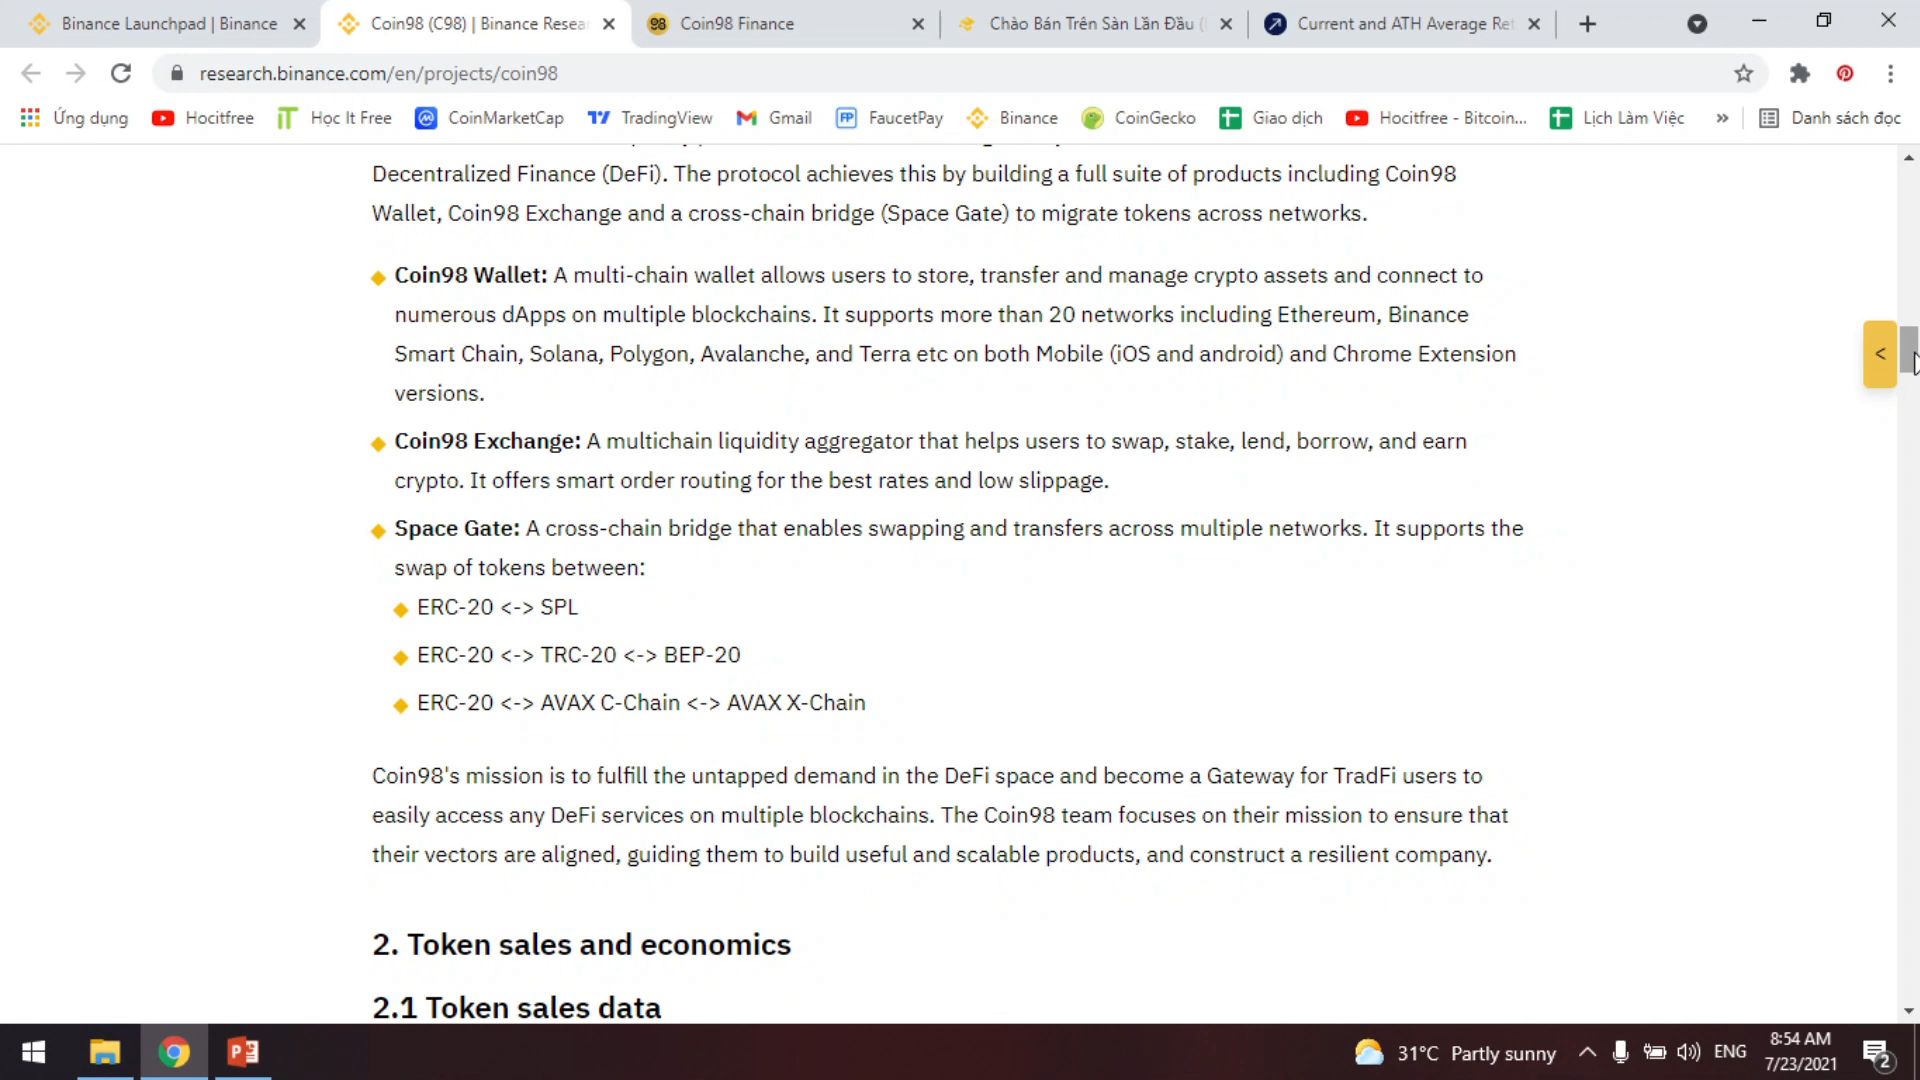 Binance Launchpad | Binance
Coin98 (C98) | Binance Resea
Coin98 Finance
Chào Bán Trên Sàn Lần Đầu (
Current and ATH Average Ret
research.binance.com/en/projects/coin98
Ứng dụng
Hocitfree
Học It Free
CoinMarketCap
TradingView
Gmail
FaucetPay
Binance
CoinGecko
Giao dịch
Hocitfree - Bitcoin...
Lịch Làm Việc
»
Danh sách đọc
Decentralized Finance (DeFi). The protocol achieves this by building a full suite of products including Coin98
Wallet, Coin98 Exchange and a cross-chain bridge (Space Gate) to migrate tokens across networks.
Coin98 Wallet: A multi-chain wallet allows users to store, transfer and manage crypto assets and connect to
numerous dApps on multiple blockchains. It supports more than 20 networks including Ethereum, Binance
Smart Chain, Solana, Polygon, Avalanche, and Terra etc on both Mobile (iOS and android) and Chrome Extension
versions.
Coin98 Exchange: A multichain liquidity aggregator that helps users to swap, stake, lend, borrow, and earn
crypto. It offers smart order routing for the best rates and low slippage.
Space Gate: A cross-chain bridge that enables swapping and transfers across multiple networks. It supports the
swap of tokens between:
ERC-20 <-> SPL
ERC-20 <-> TRC-20 <-> BEP-20
ERC-20 <-> AVAX C-Chain <-> AVAX X-Chain
Coin98's mission is to fulfill the untapped demand in the DeFi space and become a Gateway for TradFi users to
easily access any DeFi services on multiple blockchains. The Coin98 team focuses on their mission to ensure that
their vectors are aligned, guiding them to build useful and scalable products, and construct a resilient company.
2. Token sales and economics
2.1 Token sales data
<
31°C Partly sunny
ENG
8:54 AM
7/23/2021
2